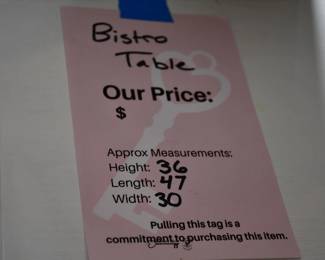 Bistro
Table
Our Price:
$
Approx Measurements:
Height: 36
Length: 47
Width: 30
Pulling this tag is a
commitment to purchasing this item.